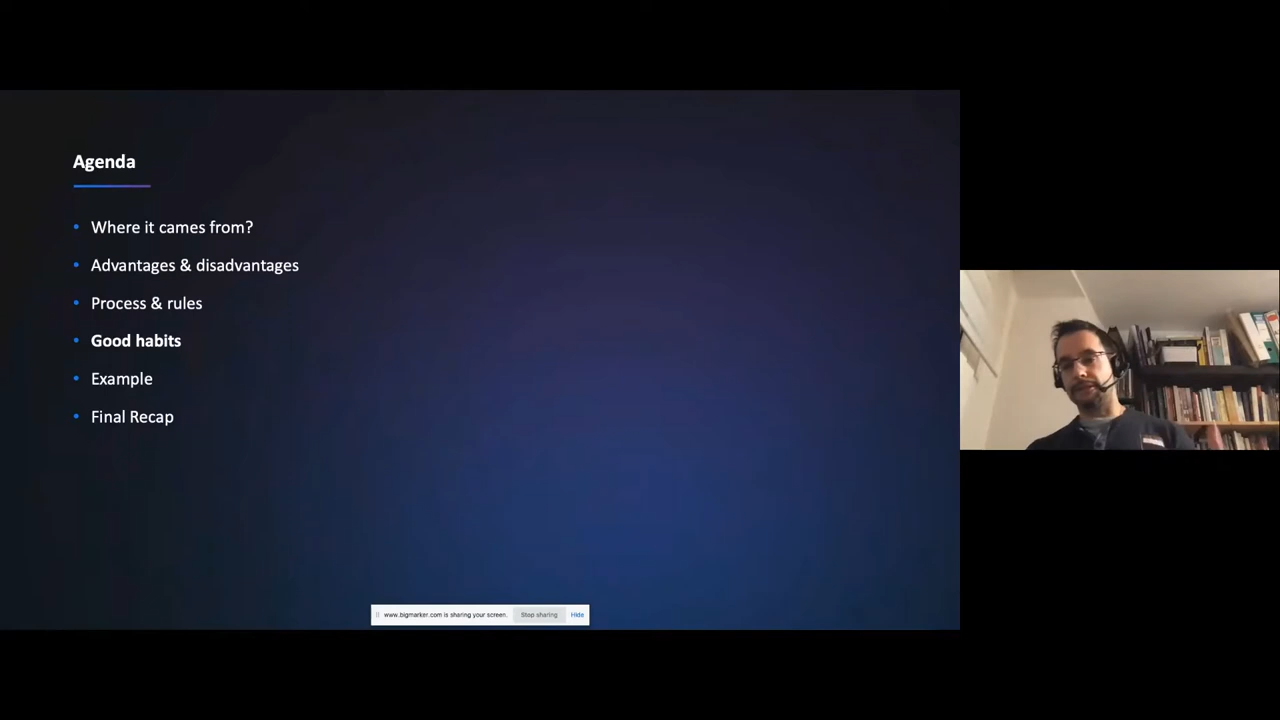 Agenda
Where it cames from?
Advantages & disadvantages
Process & rules
Good habits
Example
Final Recap
www.bigmarker.com is sharing your screen. Stop sharing Hide